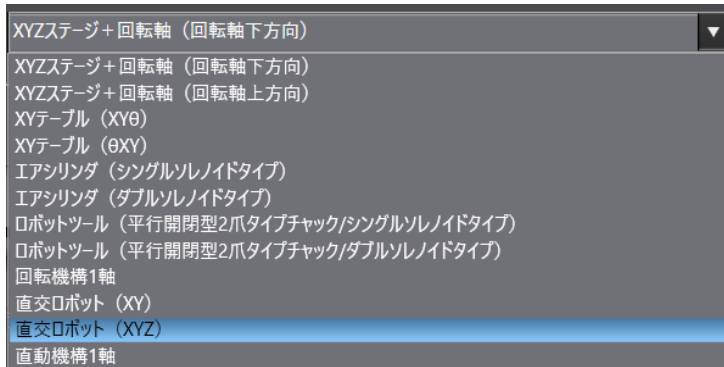 XYZステージ+回転軸（回転軸下方向）
XYZステージ+回転軸（回転軸下方向）
XYZステージ+回転軸（回転軸上方向）
XYテーブル（XYθ）
XYテーブル（θXY）
エアシリンダ（シングルソレノイドタイプ）
エアシリンダ（ダブルソレノイドタイプ）
ロボットツール（平行開閉型2爪タイプチャック/シングルソレノイドタイプ）
ロボットツール（平行開閉型2爪タイプチャック/ダブルソレノイドタイプ）
回転機構1軸
直交ロボット（XY）
直交ロボット（XYZ）
直動機構1軸